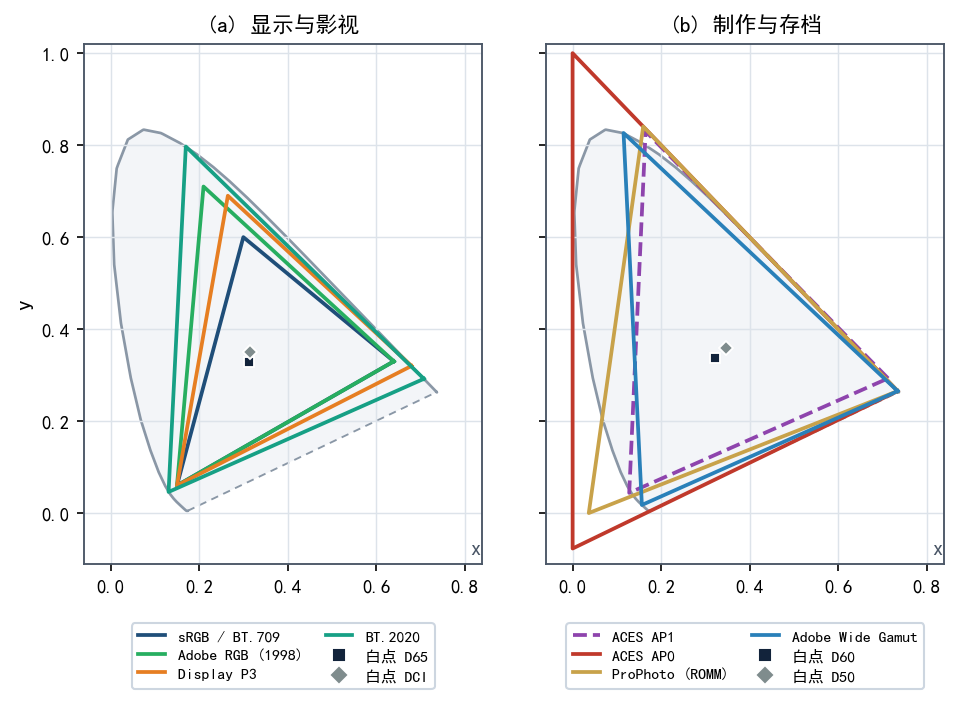 (a) 显示与影视
(b) 制作与存档
1.0
0.8
0.6
0.4
0.2
0.0
y
x
x
0.0 0.2 0.4 0.6 0.8
0.0 0.2 0.4 0.6 0.8
sRGB / BT.709
Adobe RGB (1998)
Display P3
BT.2020
白点 D65
白点 DCI
ACES AP1
ACES AP0
ProPhoto (ROMM)
Adobe Wide Gamut
白点 D60
白点 D50